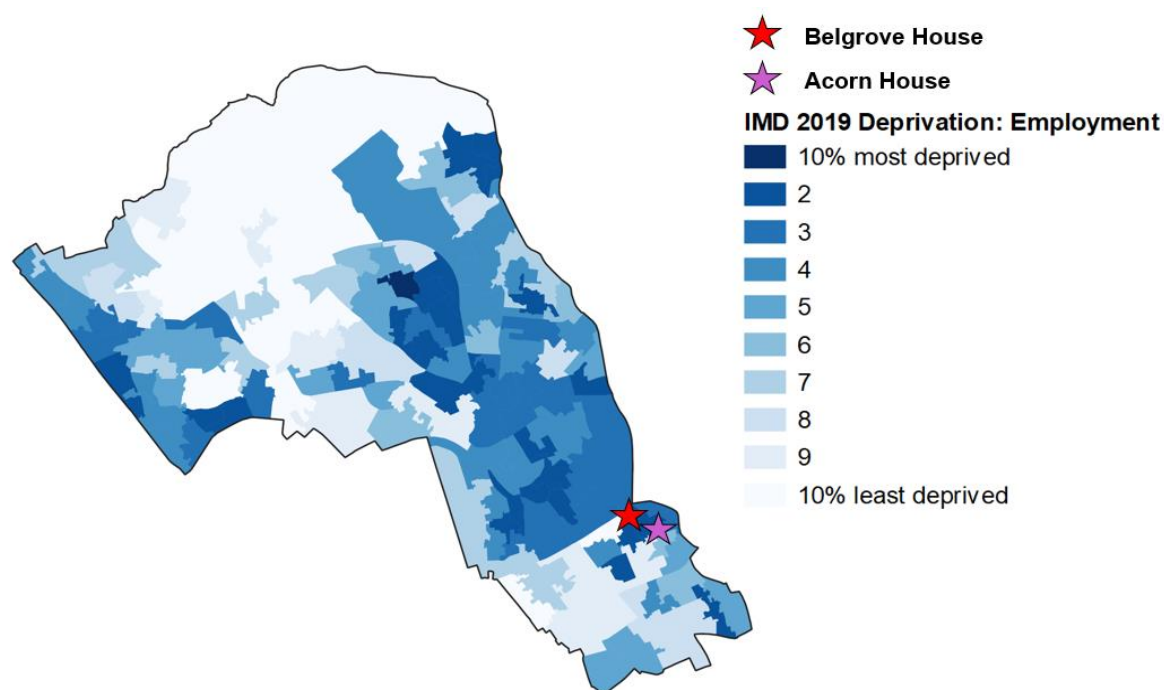 Belgrove House
Acorn House
IMD 2019 Deprivation: Employment
10% most deprived
2
3
4
5
6
7
8
9
10% least deprived